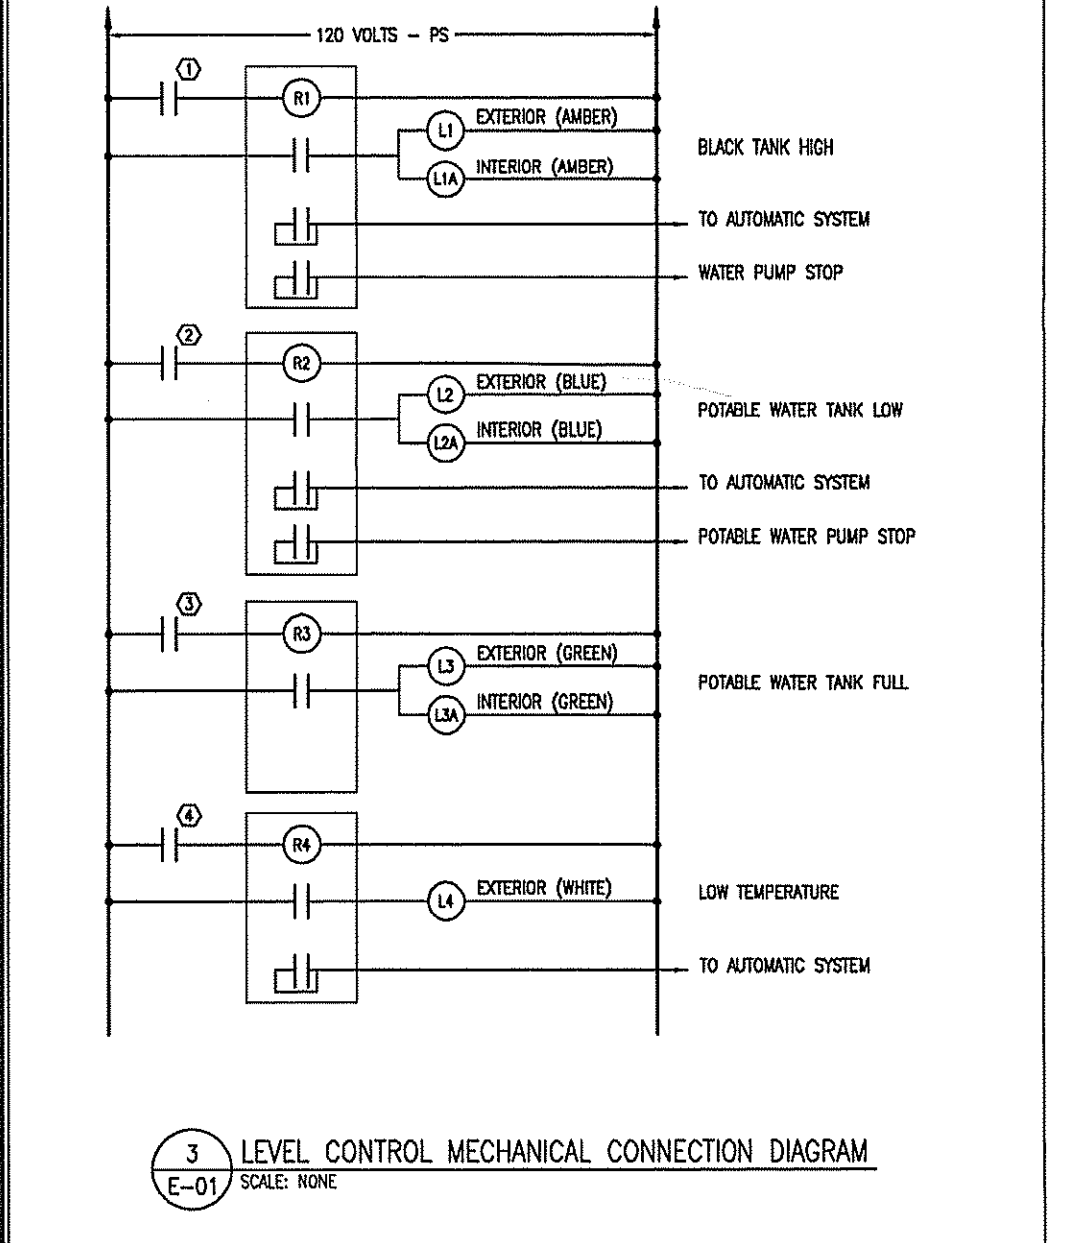 120 VOLTS - PS
1
R1
EXTERIOR (AMBER)
L1
BLACK TANK HIGH
INTERIOR (AMBER)
L1A
TO AUTOMATIC SYSTEM
WATER PUMP STOP
2
R2
EXTERIOR (BLUE)
L2
POTABLE WATER TANK LOW
INTERIOR (BLUE)
L2A
TO AUTOMATIC SYSTEM
POTABLE WATER PUMP STOP
3
R3
EXTERIOR (GREEN)
L3
POTABLE WATER TANK FULL
INTERIOR (GREEN)
L3A
4
R4
EXTERIOR (WHITE)
L4
LOW TEMPERATURE
TO AUTOMATIC SYSTEM
3
LEVEL CONTROL MECHANICAL CONNECTION DIAGRAM
E-01
SCALE: NONE